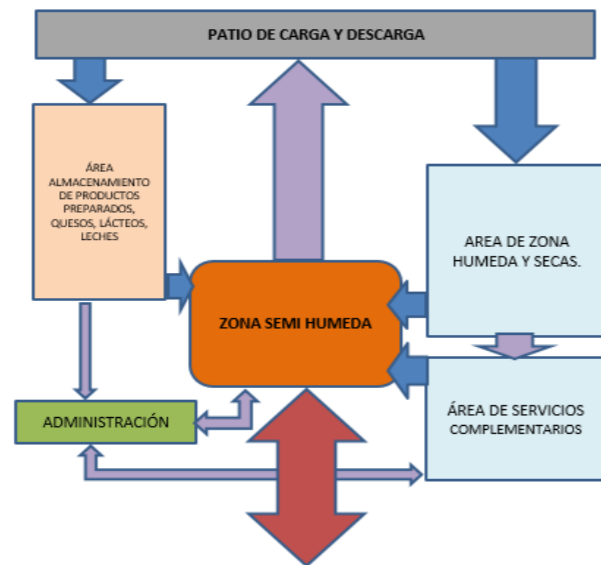 PATIO DE CARGA Y DESCARGA
ÁREA
ALMACENAMIENTO
DE PRODUCTOS
PREPARADOS,
QUESOS, LÁCTEOS,
LECHES
AREA DE ZONA
HUMEDA Y SECAS.
ZONA SEMI HUMEDA
ADMINISTRACIÓN
ÁREA DE SERVICIOS
COMPLEMENTARIOS